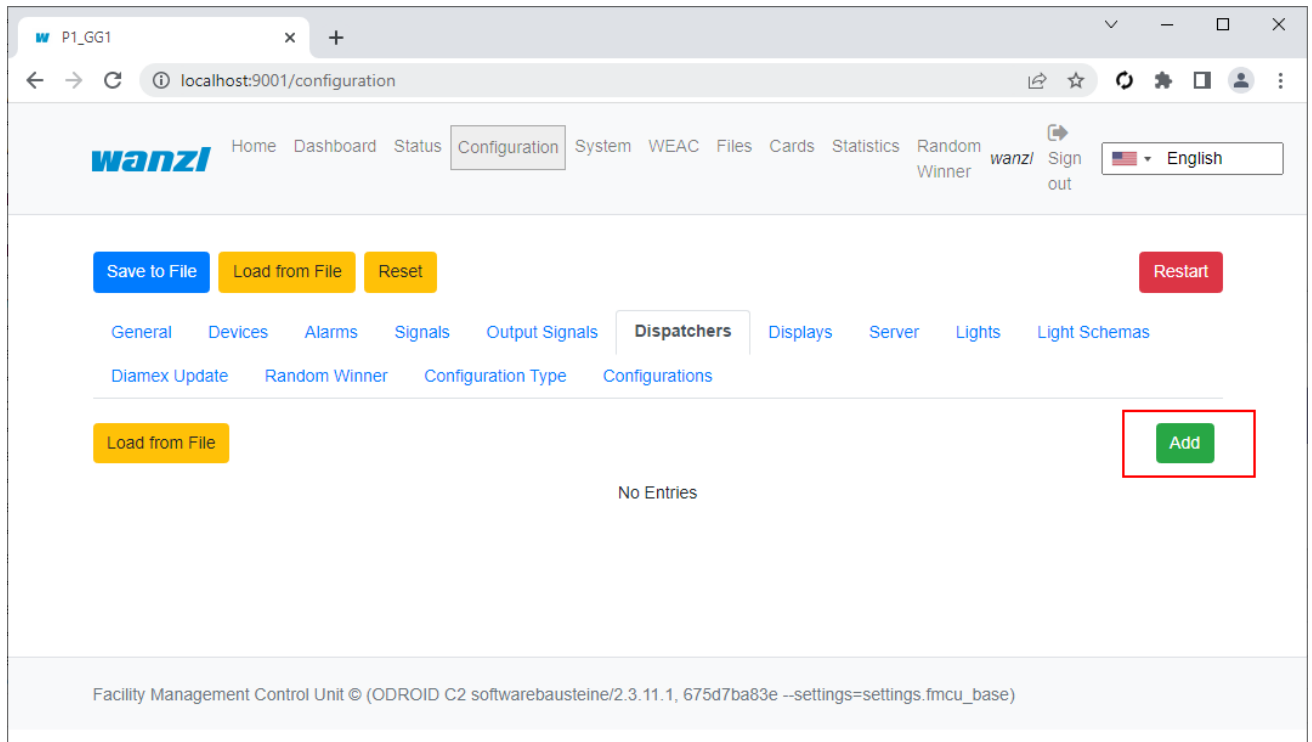 P1_GG1
localhost:9001/configuration
wanzl Home Dashboard Status Configuration System WEAC Files Cards Statistics Random Winner wanzl Sign out English
Save to File Load from File Reset Restart
General Devices Alarms Signals Output Signals Dispatchers Displays Server Lights Light Schemas
Diamex Update Random Winner Configuration Type Configurations
Load from File Add
No Entries
Facility Management Control Unit © (ODROID C2 softwarebausteine/2.3.11.1, 675d7ba83e --settings=settings.fmcu_base)